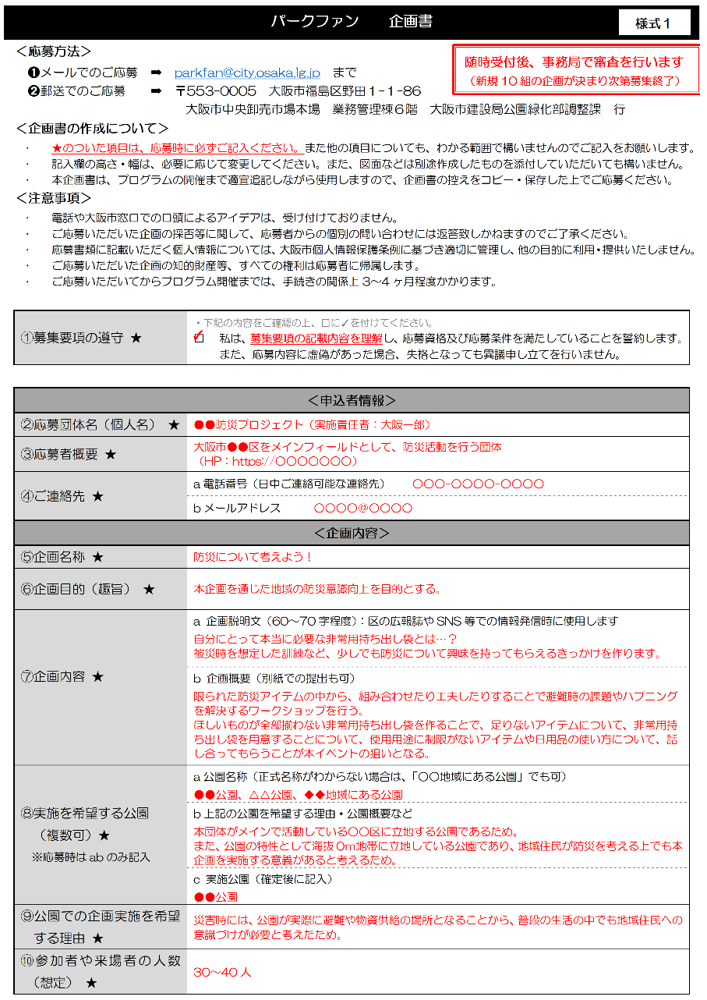 パークファン　　企画書
様式１
＜応募方法＞
❶メールでのご応募　➡　parkfan@city.osaka.lg.jp　まで
❷郵送でのご応募　　➡　〒553-0005　大阪市福島区野田１-１-86
大阪市中央卸売市場本場　業務管理棟６階　大阪市建設局公園緑化部調整課　行
随時受付後、事務局で審査を行います
（新規 10 組の企画が決まり次第募集終了）
＜企画書の作成について＞
・　★のついた項目は、応募時に必ずご記入ください。また他の項目についても、わかる範囲で構いませんのでご記入をお願いします。
・　記入欄の高さ・幅は、必要に応じて変更してください。また、図面などは別途作成したものを添付していただいても構いません。
・　本企画書は、プログラムの開催まで適宜追記しながら使用しますので、企画書の控えをコピー・保存した上でご応募ください。
＜注意事項＞
・　電話や大阪市窓口での口頭によるアイデアは、受け付けておりません。
・　ご応募いただいた企画の採否等に関して、応募者からの個別の問い合わせには返答致しかねますのでご了承ください。
・　応募書類に記載いただく個人情報については、大阪市個人情報保護条例に基づき適切に管理し、他の目的に利用・提供いたしません。
・　ご応募いただいた企画の知的財産等、すべての権利は応募者に帰属します。
・　ご応募いただいてからプログラム開催までは、手続きの関係上 3～4 ヶ月程度かかります。
①募集要項の遵守 ★
・下記の内容をご確認の上、口に✓を付けてください。
☑　私は、募集要項の記載内容を理解し、応募資格及び応募条件を満たしていることを誓約します。
また、応募内容に虚偽があった場合、失格となっても異議申し立てを行いません。
＜申込者情報＞
②応募団体名（個人名） ★
●●防災プロジェクト（実施責任者：大阪一郎）
③応募者概要 ★
大阪市●●区をメインフィールドとして、防災活動を行う団体
（HP：https://〇〇〇〇〇〇〇）
④ご連絡先 ★
a 電話番号（日中ご連絡可能な連絡先）　　〇〇〇-〇〇〇〇-〇〇〇〇
b メールアドレス　　　〇〇〇〇@〇〇〇〇
＜企画内容＞
⑤企画名称 ★
防災について考えよう！
⑥企画目的（趣旨） ★
本企画を通じた地域の防災意識向上を目的とする。
⑦企画内容 ★
a 企画説明文（60～70 字程度）：区の広報誌や SNS 等での情報発信時に使用します
自分にとって本当に必要な非常用持ち出し袋とは…？
被災時を想定した訓練など、少しでも防災について興味を持ってもらえるきっかけを作ります。
b 企画概要（別紙での提出も可）
限られた防災アイテムの中から、組み合わせたり工夫したりすることで避難時の課題やハプニング
を解決するワークショップを行う。
ほしいものが全部揃わない非常用持ち出し袋を作ることで、足りないアイテムについて、非常用持
ち出し袋を用意することについて、使用用途に制限がないアイテムや日用品の使い方について、話
し合ってもらうことが本イベントの狙いとなる。
⑧実施を希望する公園
（複数可）★
※応募時は ab のみ記入
a 公園名称（正式名称がわからない場合は、「〇〇地域にある公園」でも可）
●●公園、△△公園、◆◆地域にある公園
b 上記の公園を希望する理由・公園概要など
本団体がメインで活動している〇〇区に立地する公園であるため。
また、公園の特性として海抜 0m地帯に立地している公園であり、地域住民が防災を考える上でも本
企画を実施する意義があると考えるため。
c 実施公園（確定後に記入）
●●公園
⑨公園での企画実施を希望
する理由 ★
災害時には、公園が実際に避難や物資供給の場所となることから、普段の生活の中でも地域住民への
意識づけが必要と考えたため。
⑩参加者や来場者の人数
（想定） ★
30～40 人